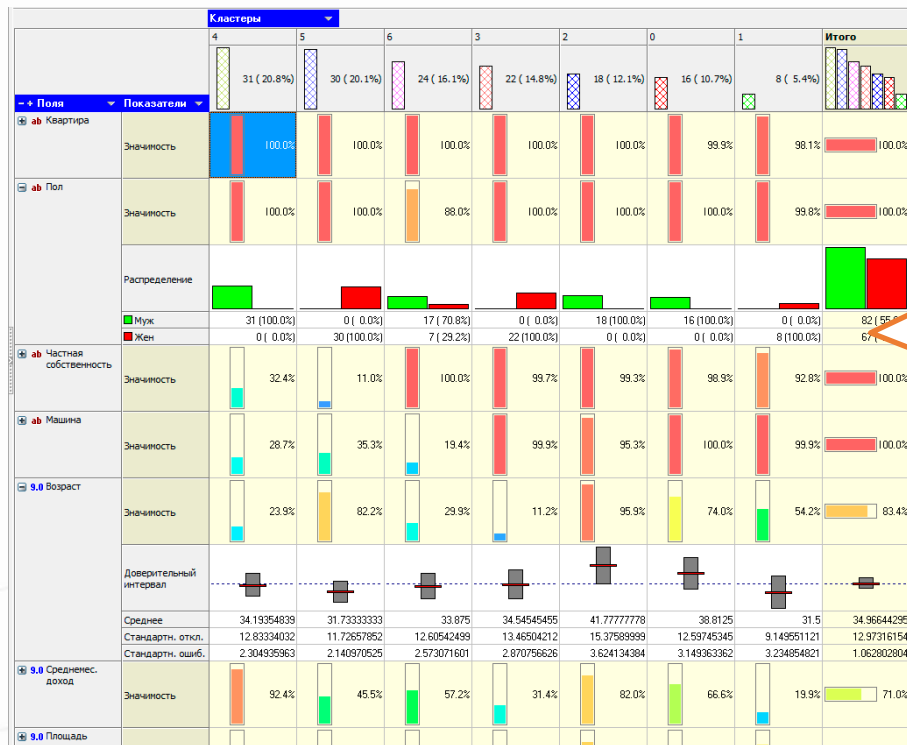 Кластеры
4 5 6 3 2 0 1 Итого
31 (20.8%) 30 (20.1%) 24 (16.1%) 22 (14.8%) 18 (12.1%) 16 (10.7%) 8 ( 5.4%)
- + Поля Показатели
ab Квартира
Значимость 100.0% 100.0% 100.0% 100.0% 100.0% 99.9% 98.1% 100.0%
ab Пол
Значимость 100.0% 100.0% 88.0% 100.0% 100.0% 100.0% 99.8% 100.0%
Распределение
Муж 31 (100.0%) 0 ( 0.0%) 17 ( 70.8%) 0 ( 0.0%) 18 (100.0%) 16 (100.0%) 0 ( 0.0%) 82
Жен 0 ( 0.0%) 30 (100.0%) 7 ( 29.2%) 22 (100.0%) 0 ( 0.0%) 0 ( 0.0%) 8 (100.0%) 67
ab Частная
собственность
Значимость 32.4% 11.0% 100.0% 99.7% 99.3% 98.9% 92.8% 100.0%
ab Машина
Значимость 28.7% 35.3% 19.4% 99.9% 95.3% 100.0% 99.9% 100.0%
9.0 Возраст
Значимость 23.9% 82.2% 29.9% 11.2% 95.9% 74.0% 54.2% 83.4%
Доверительный
интервал
Среднее 34.19354839 31.73333333 33.875 34.54545455 41.77777778 38.8125 31.5 34.96644295
Стандартн. откл. 12.83334032 11.72657852 12.60542499 13.46504212 15.37589999 12.59745345 9.149551121 12.97316154
Стандартн. ошиб. 2.304935963 2.140970525 2.573071601 2.870756626 3.624134384 3.149363362 3.234854821 1.062802804
9.0 Среднемес.
доход
Значимость 92.4% 45.5% 57.2% 31.4% 82.0% 66.6% 19.9% 71.0%
9.0 Площадь